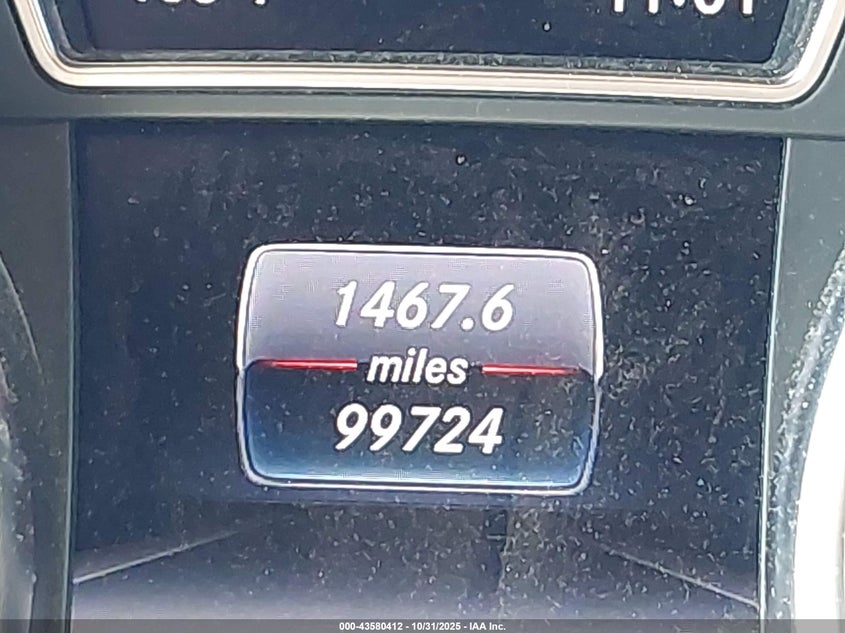 1467.6
miles
99724
000-43580412 - 10/31/2025 - IAA Inc.